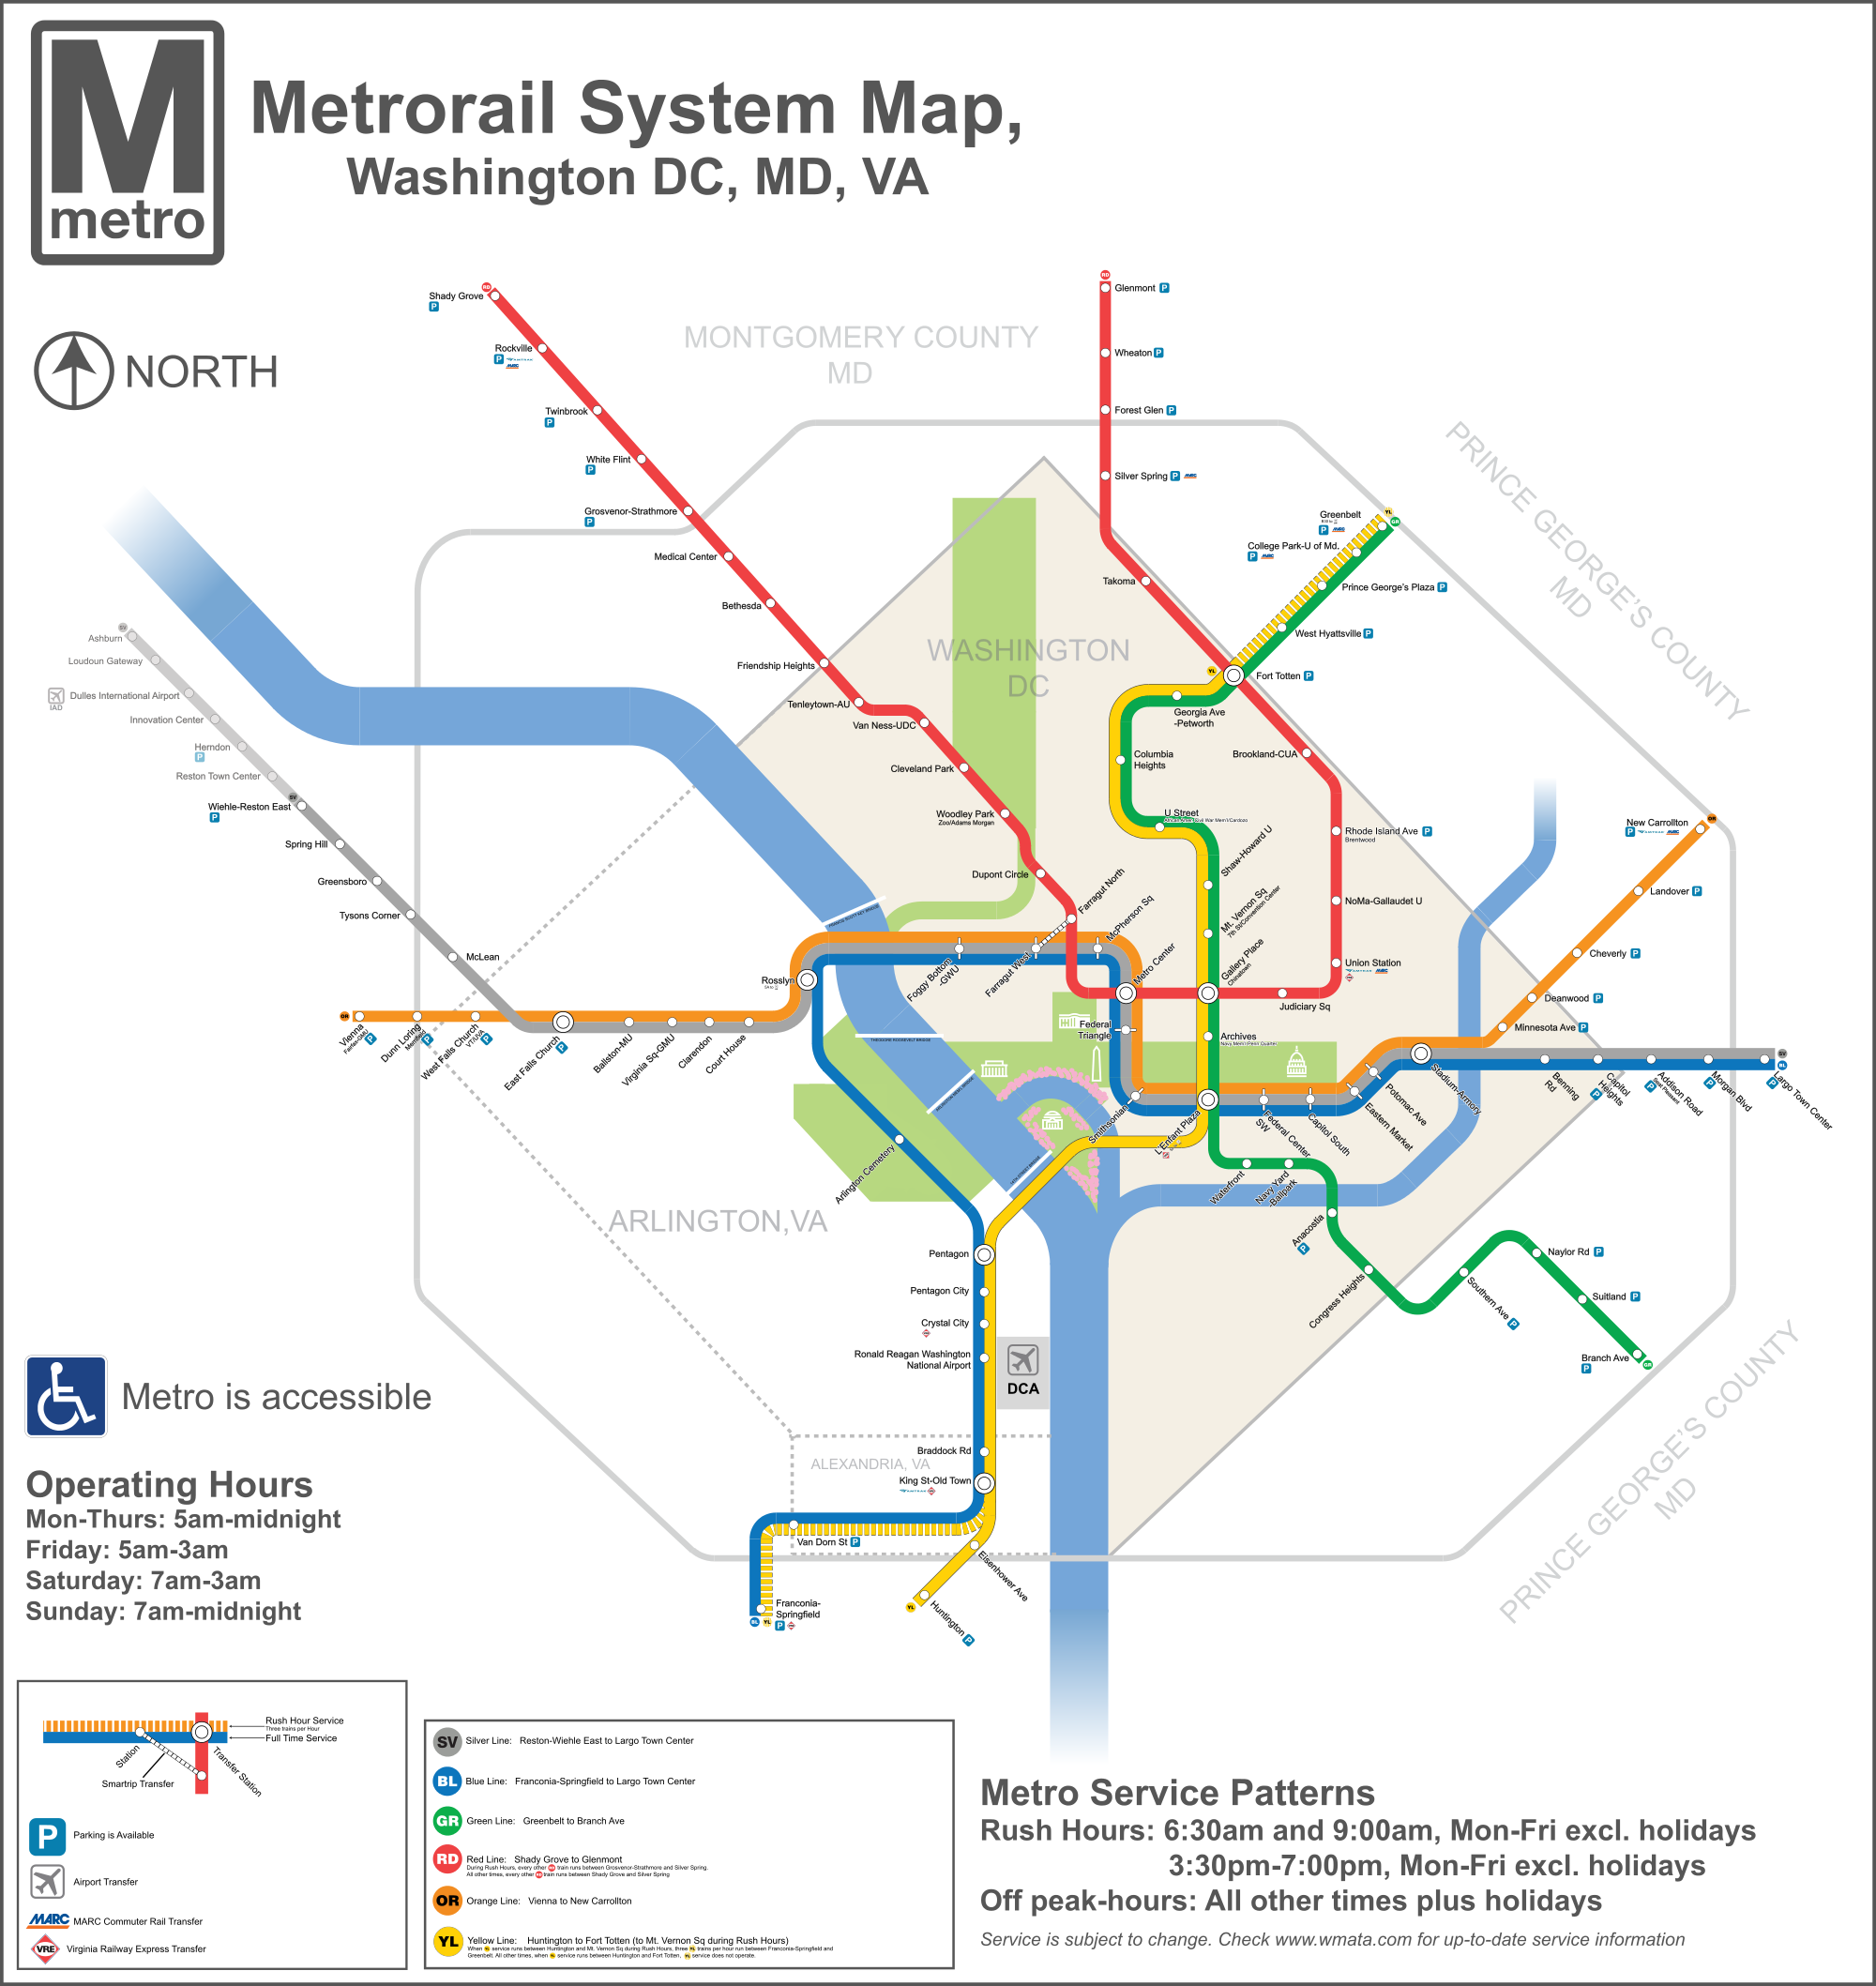 M
metro
Metrorail System Map,
Washington DC, MD, VA
NORTH
MONTGOMERY COUNTY
MD
PRINCE GEORGE'S COUNTY
MD
WASHINGTON
DC
ARLINGTON,VA
ALEXANDRIA, VA
PRINCE GEORGE'S COUNTY
MD
RD
Shady Grove
P
Rockville
P
MARC
Twinbrook
P
White Flint
P
Grosvenor-Strathmore
P
Medical Center
Bethesda
Friendship Heights
Tenleytown-AU
Van Ness-UDC
Cleveland Park
Woodley Park
Zoo/Adams Morgan
Dupont Circle
Farragut North
Metro Center
Gallery Place
Chinatown
Judiciary Sq
Union Station
MARC
NoMa-Gallaudet U
Rhode Island Ave P
Brentwood
Brookland-CUA
Fort Totten P
Takoma
Silver Spring P MARC
Forest Glen P
Wheaton P
Glenmont P
RD
YL
GR
Greenbelt
P MARC
College Park-U of Md.
P MARC
Prince George's Plaza P
West Hyattsville P
YL
Georgia Ave
-Petworth
Columbia
Heights
U Street
Shaw-Howard U
Mt. Vernon Sq
7th St/Convention Center
Archives
Navy Mem'l-Penn Quarter
L'Enfant Plaza
Waterfront
Navy Yard
-Ballpark
Anacostia
P
Congress Heights
Southern Ave P
Naylor Rd P
Suitland P
Branch Ave
P
GR
SV
Ashburn
Loudoun Gateway
Dulles International Airport
IAD
Innovation Center
Herndon
P
Reston Town Center
SV
Wiehle-Reston East
P
Spring Hill
Greensboro
Tysons Corner
McLean
OR
Vienna
Fairfax-GMU
P
Dunn Loring
Merrifield
P
West Falls Church
VT/UVA
P
East Falls Church
P
Ballston-MU
Virginia Sq-GMU
Clarendon
Court House
Rosslyn
Foggy Bottom
-GWU
Farragut West
McPherson Sq
Federal
Triangle
Smithsonian
Federal Center
SW
Capitol South
Eastern Market
Potomac Ave
Stadium-Armory
Minnesota Ave P
Deanwood P
Cheverly P
Landover P
New Carrollton
P MARC
OR
Benning
Rd
Capitol
Heights
P
Addison Road
P
Morgan Blvd
P
Largo Town Center
P
SV
BL
Arlington Cemetery
Pentagon
Pentagon City
Crystal City
Ronald Reagan Washington
National Airport
DCA
Braddock Rd
King St-Old Town
Van Dorn St P
Franconia-
Springfield
P
BL YL
Eisenhower Ave
Huntington P
YL
Metro is accessible
Operating Hours
Mon-Thurs: 5am-midnight
Friday: 5am-3am
Saturday: 7am-3am
Sunday: 7am-midnight
Rush Hour Service
Three trains per Hour
Full Time Service
Station
Transfer Station
Smartrip Transfer
P Parking is Available
Airport Transfer
MARC MARC Commuter Rail Transfer
VRE Virginia Railway Express Transfer
SV Silver Line: Reston-Wiehle East to Largo Town Center
BL Blue Line: Franconia-Springfield to Largo Town Center
GR Green Line: Greenbelt to Branch Ave
RD Red Line: Shady Grove to Glenmont
During Rush Hours, every other RD train runs between Grosvenor-Strathmore and Silver Spring.
All other times, every other RD train runs between Shady Grove and Silver Spring
OR Orange Line: Vienna to New Carrollton
YL Yellow Line: Huntington to Fort Totten (to Mt. Vernon Sq during Rush Hours)
When YL service runs between Huntington and Mt. Vernon Sq during Rush Hours, three YL trains per hour run between Franconia-Springfield and
Greenbelt. All other times, when YL service runs between Huntington and Fort Totten, YL service does not operate.
Metro Service Patterns
Rush Hours: 6:30am and 9:00am, Mon-Fri excl. holidays
3:30pm-7:00pm, Mon-Fri excl. holidays
Off peak-hours: All other times plus holidays
Service is subject to change. Check www.wmata.com for up-to-date service information